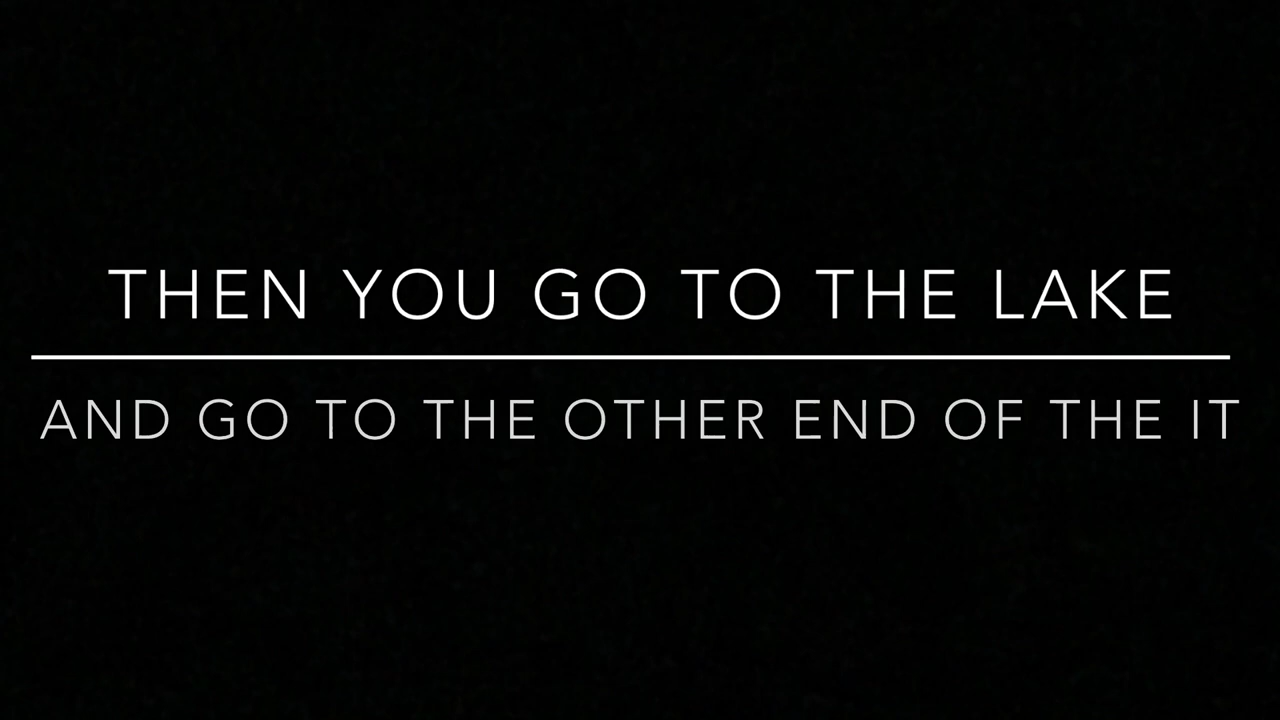 THEN YOU GO TO THE LAKE
AND GO TO THE OTHER END OF THE IT